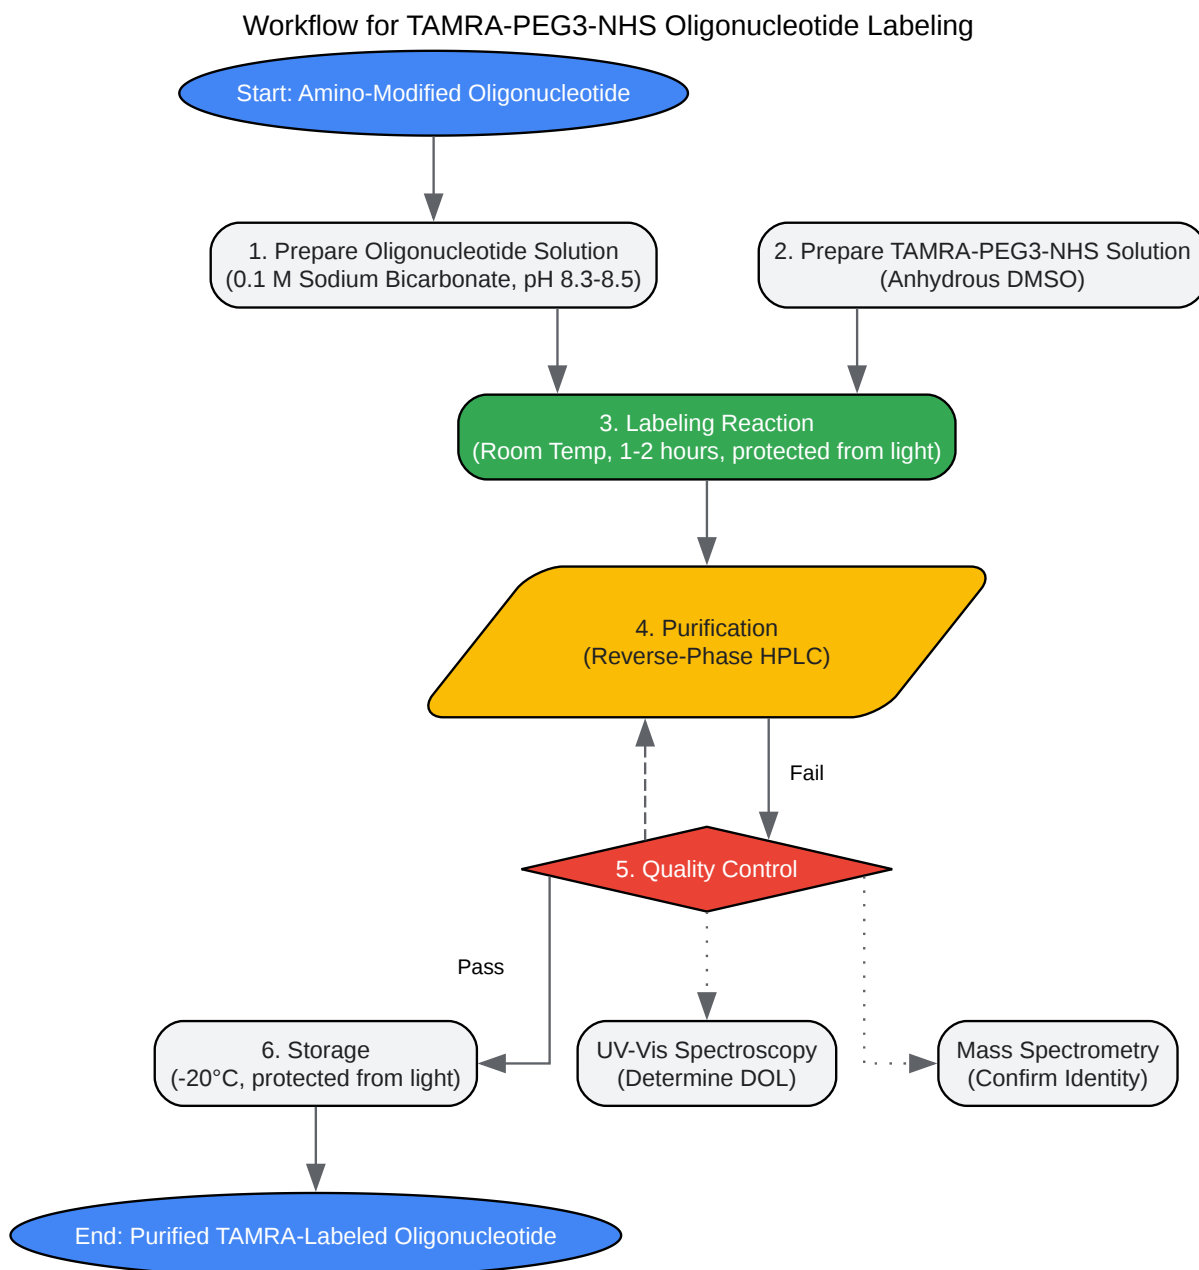 Workflow for TAMRA-PEG3-NHS Oligonucleotide Labeling
Start: Amino-Modified Oligonucleotide
1. Prepare Oligonucleotide Solution
(0.1 M Sodium Bicarbonate, pH 8.3-8.5)
2. Prepare TAMRA-PEG3-NHS Solution
(Anhydrous DMSO)
3. Labeling Reaction
(Room Temp, 1-2 hours, protected from light)
4. Purification
(Reverse-Phase HPLC)
Fail
5. Quality Control
Pass
6. Storage
(-20°C, protected from light)
UV-Vis Spectroscopy
(Determine DOL)
Mass Spectrometry
(Confirm Identity)
End: Purified TAMRA-Labeled Oligonucleotide